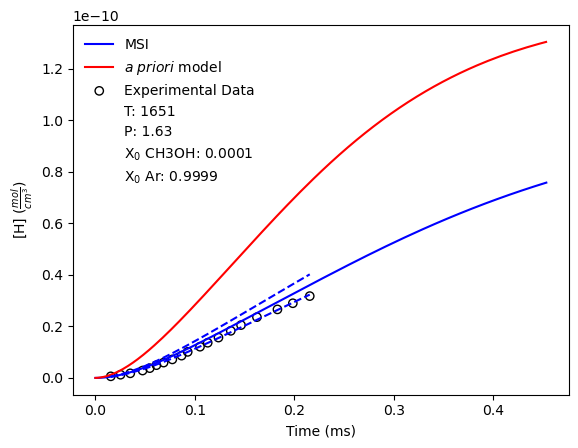 1e−10
MSI
a priori model
Experimental Data
T: 1651
P: 1.63
X₀ CH3OH: 0.0001
X₀ Ar: 0.9999
[H] (mol/cm³)
1.2
1.0
0.8
0.6
0.4
0.2
0.0
0.0 0.1 0.2 0.3 0.4
Time (ms)